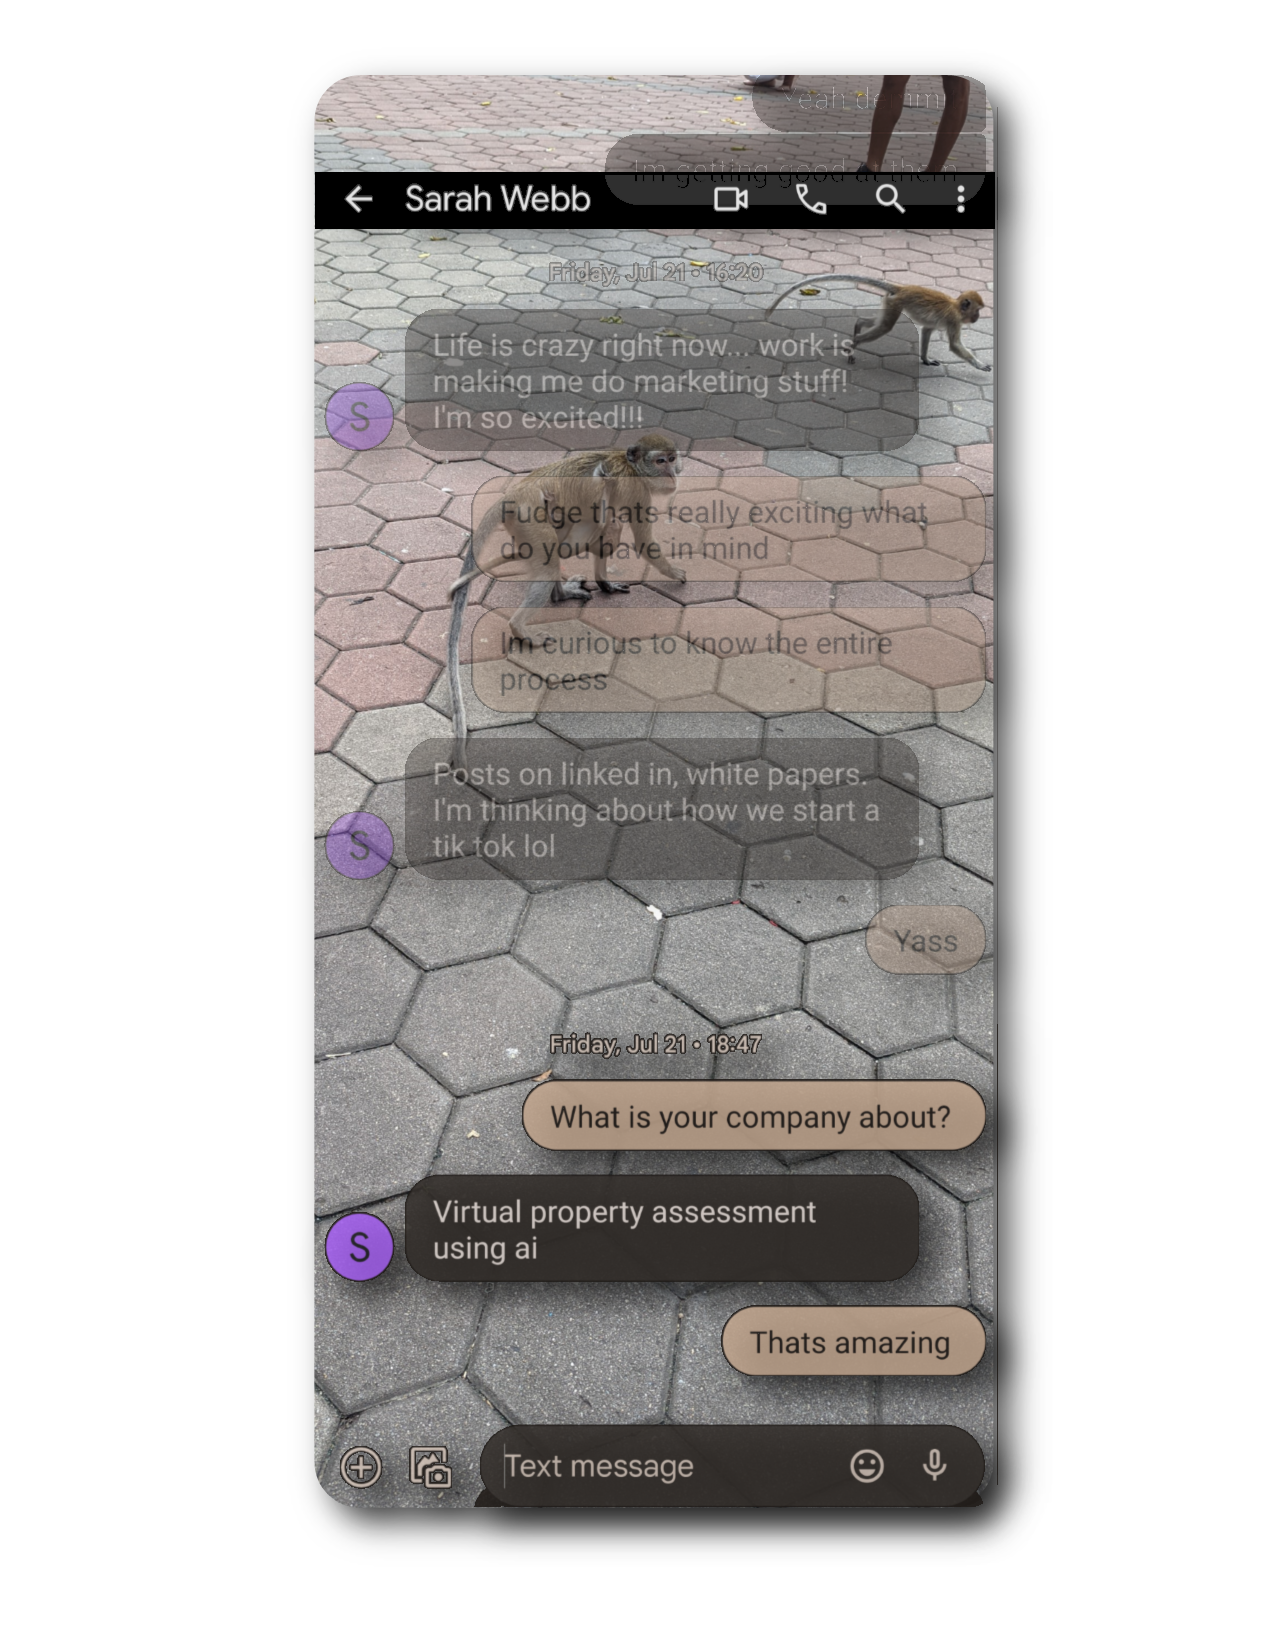 Yeah
Im getting good at them
Sarah Webb
Friday, Jul 21 • 16:20
Life is crazy right now... work is
making me do marketing stuff!
I'm so excited!!!
S
Fudge thats really exciting what
do you have in mind
Im curious to know the entire
process
Posts on linked in, white papers.
I'm thinking about how we start a
tik tok lol
S
Yass
Friday, Jul 21 • 18:47
What is your company about?
Virtual property assessment
using ai
S
Thats amazing
Text message